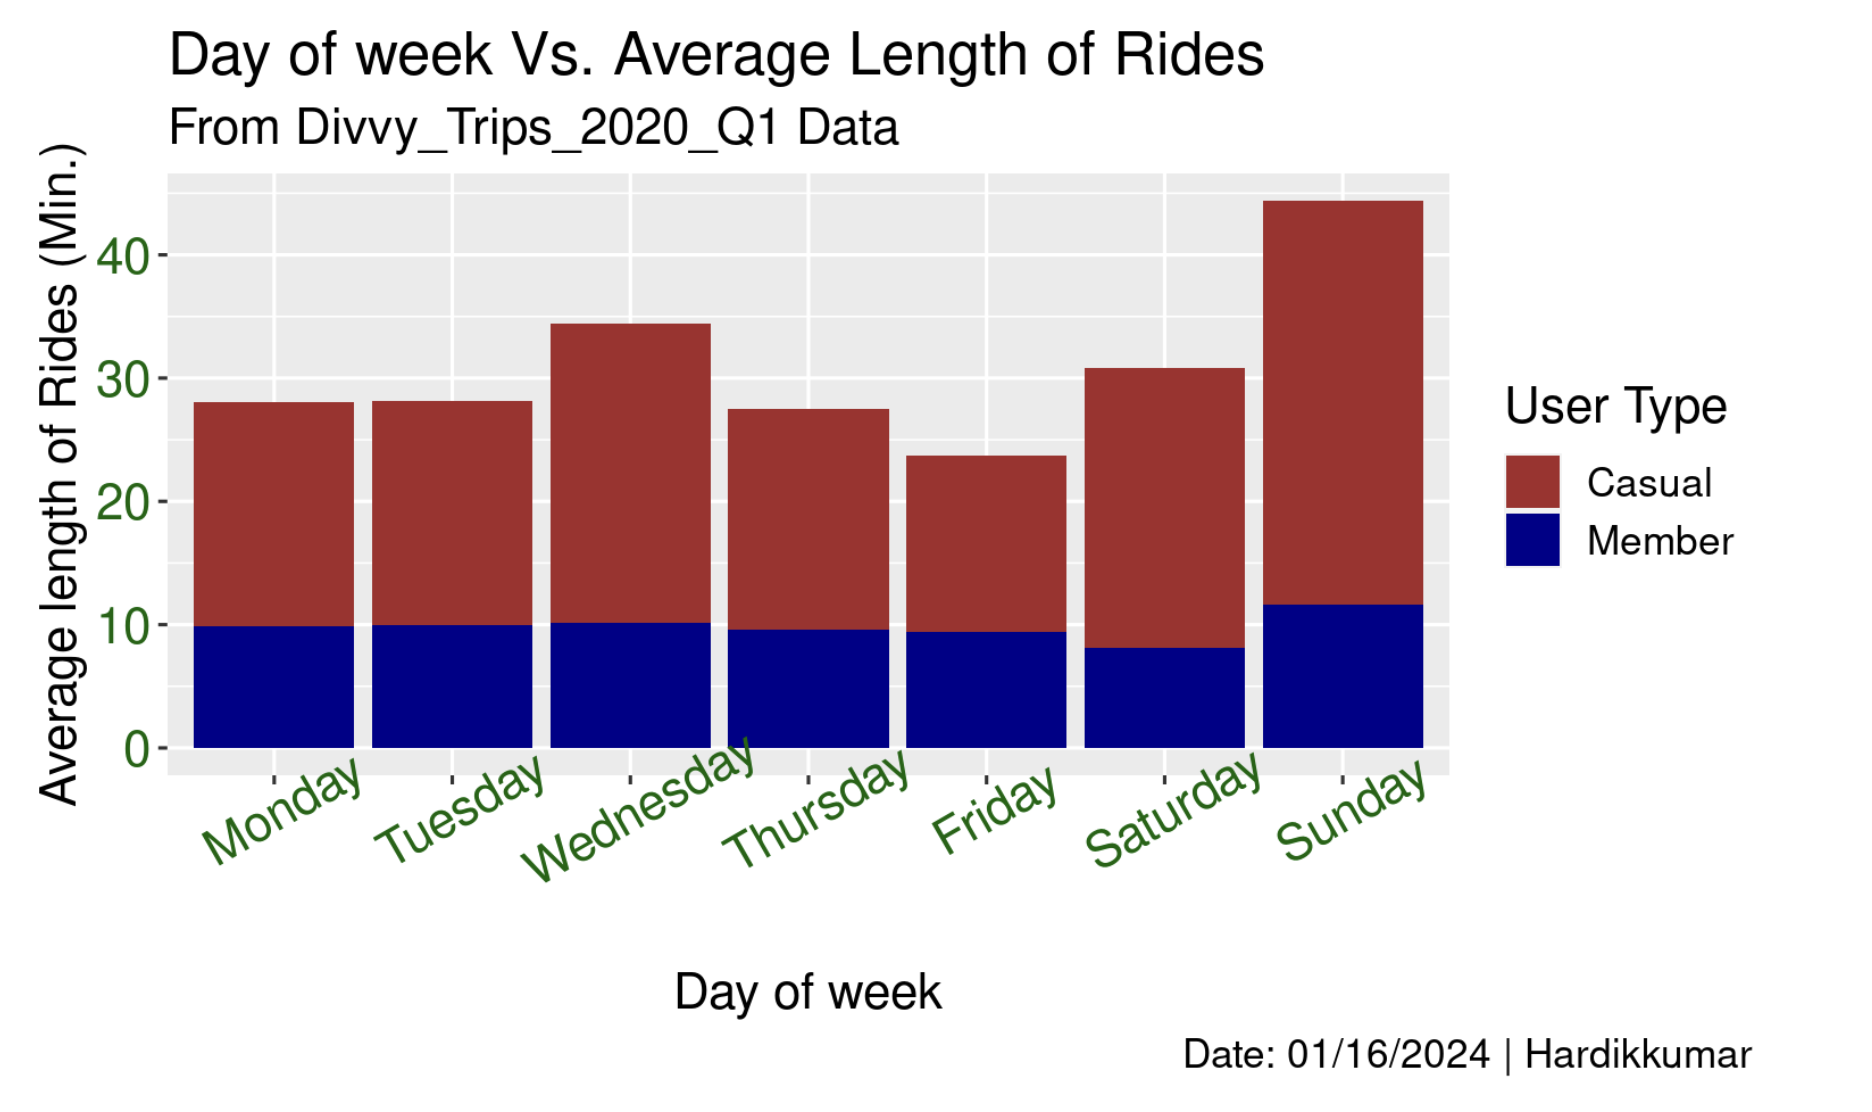 Day of week Vs. Average Length of Rides
From Divvy_Trips_2020_Q1 Data
Average length of Rides (Min.)
40
30
20
10
0
Monday
Tuesday
Wednesday
Thursday
Friday
Saturday
Sunday
Day of week
User Type
Casual
Member
Date: 01/16/2024 | Hardikkumar